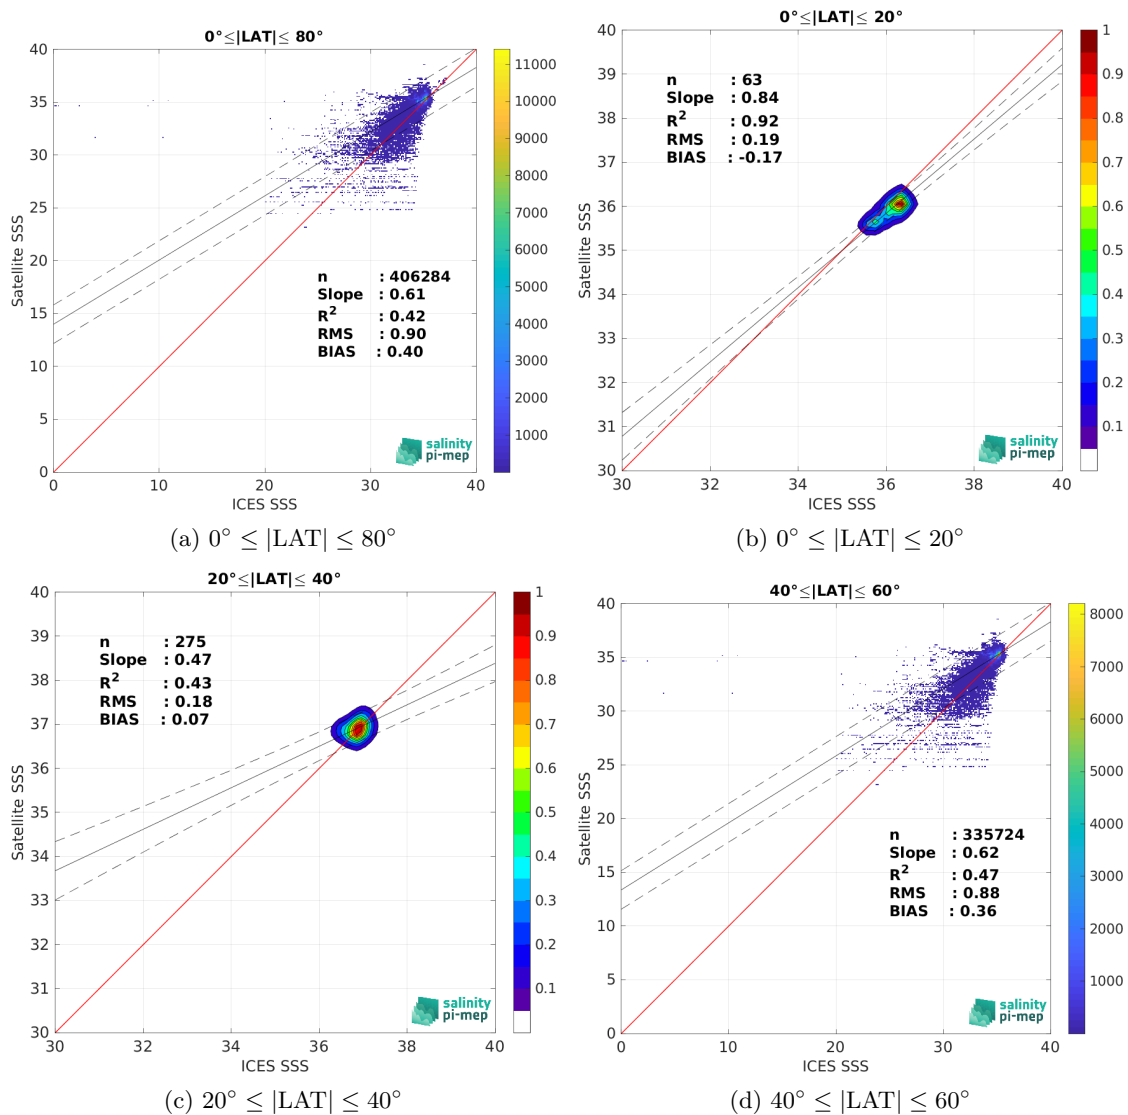 0°≤|LAT|≤ 80°
40
35
30
25
20
15
10
5
0
0
10
20
30
40
Satellite SSS
ICES SSS
n : 406284
Slope : 0.61
R² : 0.42
RMS : 0.90
BIAS : 0.40
salinity
pi-mep
11000
10000
9000
8000
7000
6000
5000
4000
3000
2000
1000
(a) 0° ≤ |LAT| ≤ 80°
0°≤|LAT|≤ 20°
40
39
38
37
36
35
34
33
32
31
30
30
32
34
36
38
40
Satellite SSS
ICES SSS
n : 63
Slope : 0.84
R² : 0.92
RMS : 0.19
BIAS : -0.17
salinity
pi-mep
1
0.9
0.8
0.7
0.6
0.5
0.4
0.3
0.2
0.1
(b) 0° ≤ |LAT| ≤ 20°
20°≤|LAT|≤ 40°
40
39
38
37
36
35
34
33
32
31
30
30
32
34
36
38
40
Satellite SSS
ICES SSS
n : 275
Slope : 0.47
R² : 0.43
RMS : 0.18
BIAS : 0.07
salinity
pi-mep
1
0.9
0.8
0.7
0.6
0.5
0.4
0.3
0.2
0.1
(c) 20° ≤ |LAT| ≤ 40°
40°≤|LAT|≤ 60°
40
35
30
25
20
15
10
5
0
0
10
20
30
40
Satellite SSS
ICES SSS
n : 335724
Slope : 0.62
R² : 0.47
RMS : 0.88
BIAS : 0.36
salinity
pi-mep
8000
7000
6000
5000
4000
3000
2000
1000
(d) 40° ≤ |LAT| ≤ 60°